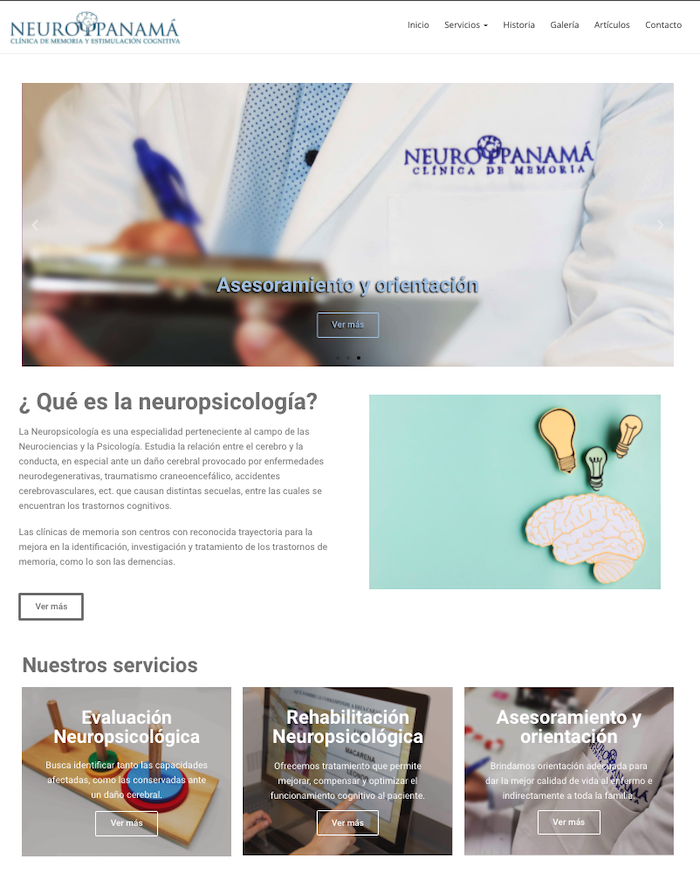 NEUROPANAMÁ
CLÍNICA DE MEMORIA Y ESTIMULACIÓN COGNITIVA
Inicio Servicios Historia Galería Artículos Contacto
NEUROPANAMÁ
CLÍNICA DE MEMORIA
Asesoramiento y orientación
Ver más
¿ Qué es la neuropsicología?
La Neuropsicología es una especialidad perteneciente al campo de las
Neurociencias y la Psicología. Estudia la relación entre el cerebro y la
conducta, en especial ante un daño cerebral provocado por enfermedades
neurodegenerativas, traumatismo craneoencefálico, accidentes
cerebrovasculares, ect. que causan distintas secuelas, entre las cuales se
encuentran los trastornos cognitivos.
Las clínicas de memoria son centros con reconocida trayectoria para la
mejora en la identificación, investigación y tratamiento de los trastornos de
memoria, como lo son las demencias.
Ver más
Nuestros servicios
Evaluación
Neuropsicológica
Busca identificar tanto las capacidades
afectadas, como las conservadas ante
un daño cerebral.
Ver más
Rehabilitación
Neuropsicológica
MACARENA
Ofrecemos tratamiento que permite
mejorar, compensar y optimizar el
funcionamiento cognitivo al paciente.
Ver más
Asesoramiento y
orientación
Brindamos orientación adecuada para
dar la mejor calidad de vida al enfermo e
indirectamente a toda la familia.
Ver más